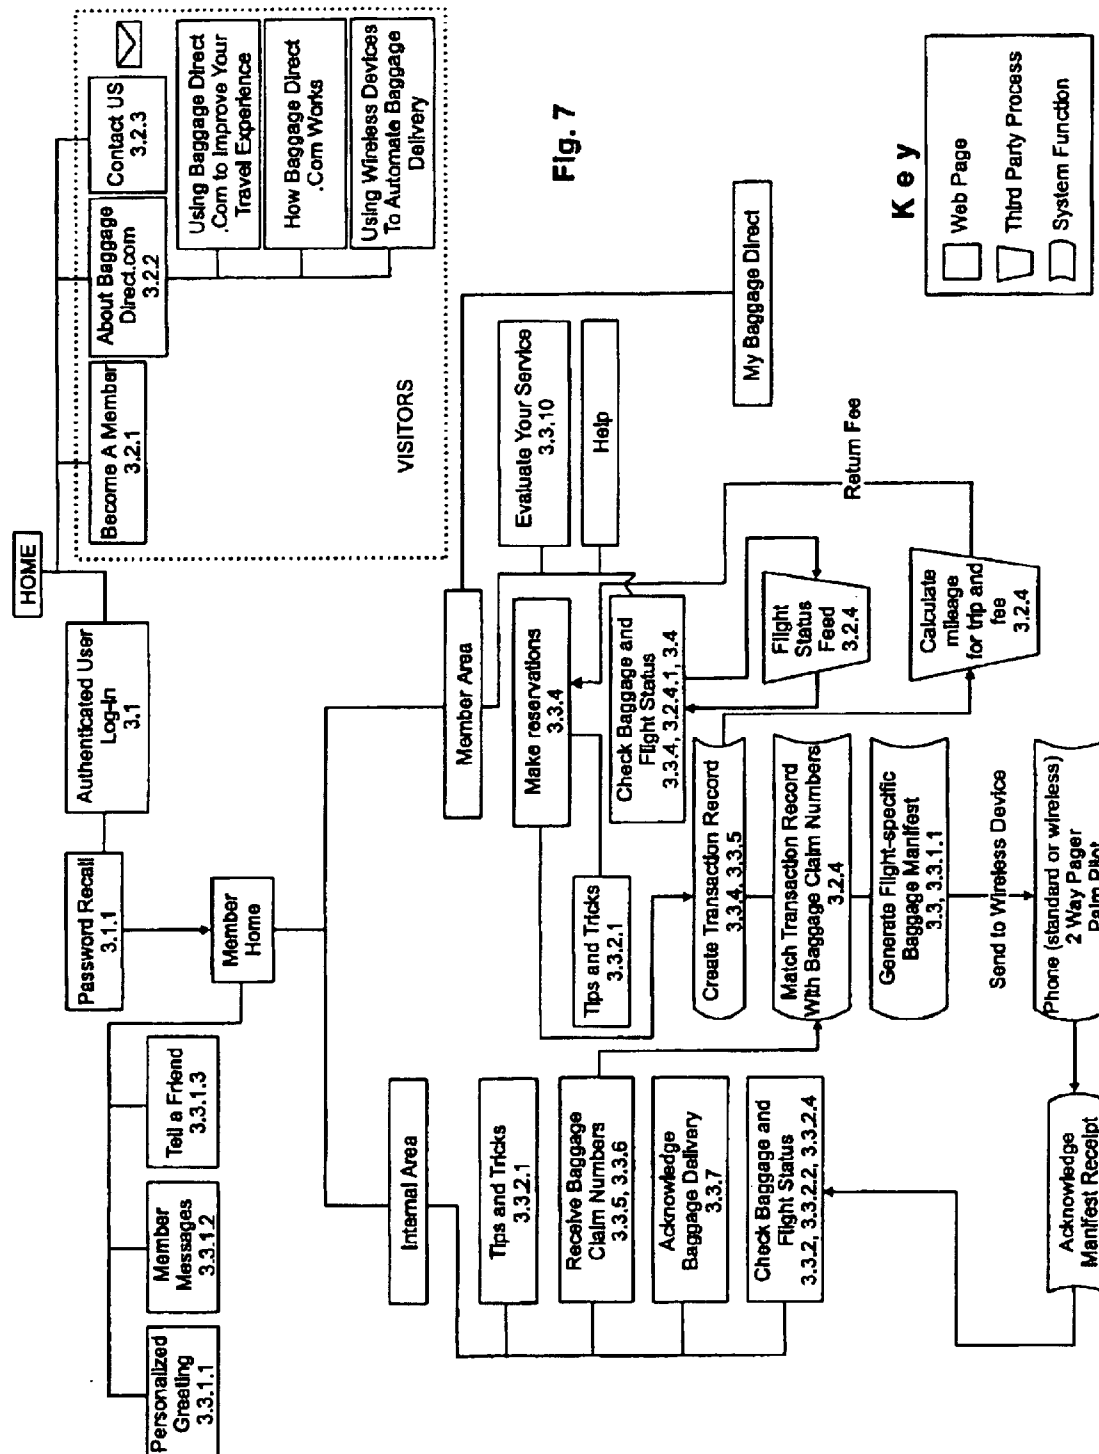 HOME
Authenticated User
Log-In
3.1
Password Recall
3.1.1
Become A Member
3.2.1
About Baggage
Direct.com
3.2.2
Contact US
3.2.3
Using Baggage Direct
.Com to Improve Your
Travel Experience
How Baggage Direct
.Com Works
Using Wireless Devices
To Automate Baggage
Delivery
VISITORS
Member
Home
Personalized
Greeting
3.3.1.1
Member
Messages
3.3.1.2
Tell a Friend
3.3.1.3
Internal Area
Tips and Tricks
3.3.2.1
Receive Baggage
Claim Numbers
3.3.5, 3.3.6
Acknowledge
Baggage Delivery
3.3.7
Check Baggage and
Flight Status
3.3.2, 3.3.2.2, 3.3.2.4
Member Area
Make reservations
3.3.4
Evaluate Your Service
3.3.10
Help
Check Baggage and
Flight Status
3.3.4, 3.2.4.1, 3.4
Tips and Tricks
3.3.2.1
Flight
Status
Feed
3.2.4
My Baggage Direct
Create Transaction Record
3.3.4, 3.3.5
Match Transaction Record
With Baggage Claim Numbers
3.2.4
Generate Flight-specific
Baggage Manifest
3.3, 3.3.1.1
Calculate
mileage
for trip and
fee
3.2.4
Return Fee
Send to Wireless Device
Phone (standard or wireless)
2 Way Pager
Palm Pilot
Acknowledge
Manifest Receipt
Fig. 7
Key
Web Page
Third Party Process
System Function